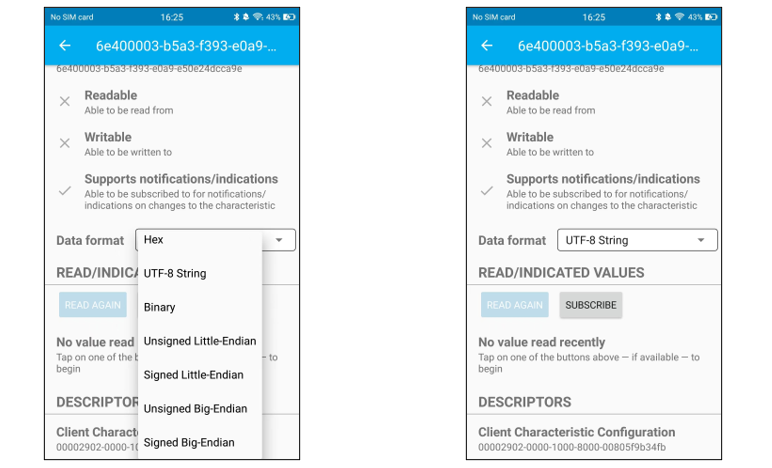 No SIM card 16:25 43%
6e400003-b5a3-f393-e0a9-...
6e400003-b5a3-f393-e0a9-e50e24dcca9e
Readable
Able to be read from
Writable
Able to be written to
Supports notifications/indications
Able to be subscribed to for notifications/
indications on changes to the characteristic
Data format Hex
UTF-8 String
READ/INDICA
READ AGAIN
Binary
Unsigned Little-Endian
No value read
Tap on one of the b — to
begin
Signed Little-Endian
DESCRIPTOR
Unsigned Big-Endian
Client Charact
00002902-0000-10
Signed Big-Endian
No SIM card 16:25 43%
6e400003-b5a3-f393-e0a9-...
6e400003-b5a3-f393-e0a9-e50e24dcca9e
Readable
Able to be read from
Writable
Able to be written to
Supports notifications/indications
Able to be subscribed to for notifications/
indications on changes to the characteristic
Data format UTF-8 String
READ/INDICATED VALUES
READ AGAIN SUBSCRIBE
No value read recently
Tap on one of the buttons above — if available — to
begin
DESCRIPTORS
Client Characteristic Configuration
00002902-0000-1000-8000-00805f9b34fb